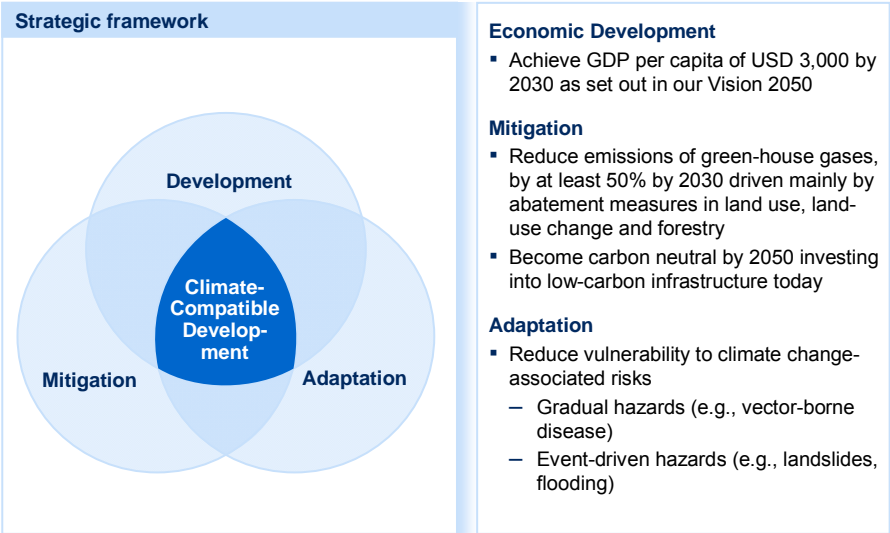 Strategic framework
Development
Climate-
Compatible
Develop-
ment
Mitigation
Adaptation
Economic Development
▪ Achieve GDP per capita of USD 3,000 by
2030 as set out in our Vision 2050
Mitigation
▪ Reduce emissions of green-house gases,
by at least 50% by 2030 driven mainly by
abatement measures in land use, land-
use change and forestry
▪ Become carbon neutral by 2050 investing
into low-carbon infrastructure today
Adaptation
▪ Reduce vulnerability to climate change-
associated risks
– Gradual hazards (e.g., vector-borne
disease)
– Event-driven hazards (e.g., landslides,
flooding)